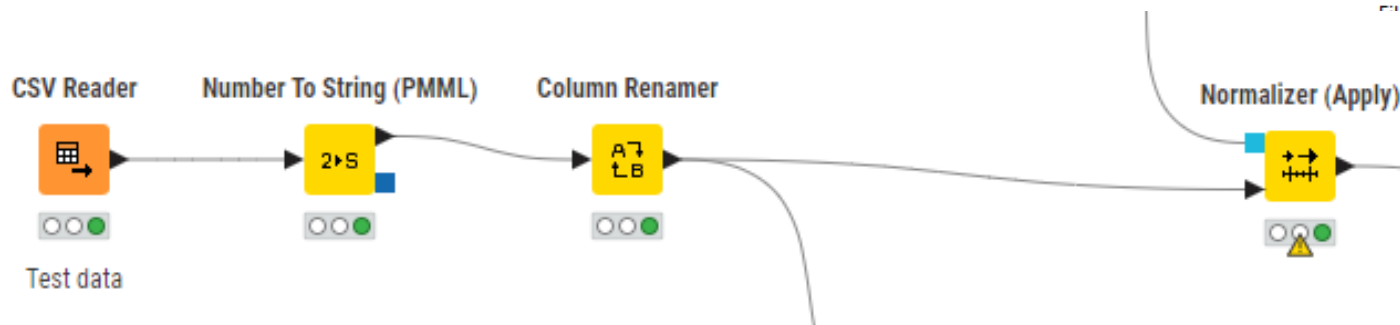 CSV Reader
Number To String (PMML)
Column Renamer
Normalizer (Apply)
2▸S
A
B
Test data